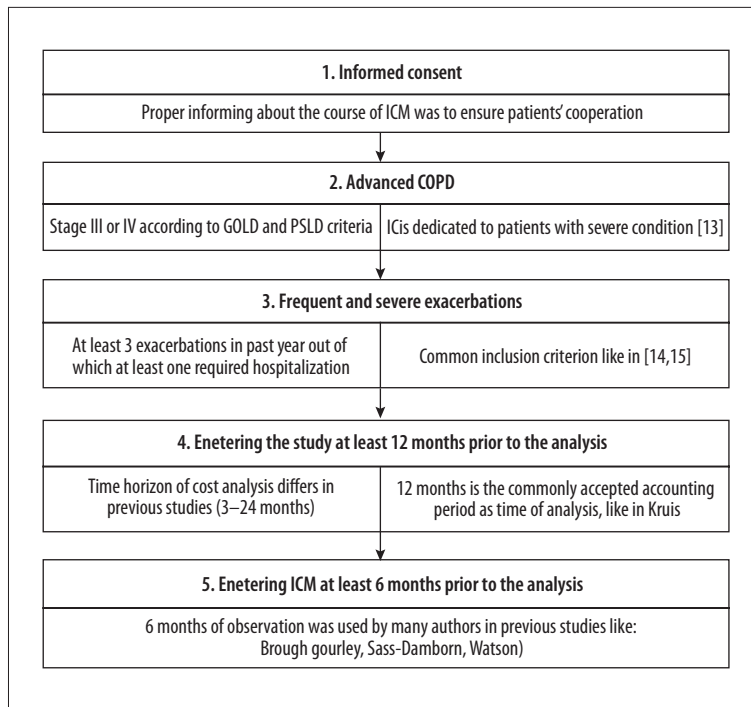 1. Informed consent
Proper informing about the course of ICM was to ensure patients' cooperation
2. Advanced COPD
Stage III or IV according to GOLD and PSLD criteria
ICis dedicated to patients with severe condition [13]
3. Frequent and severe exacerbations
At least 3 exacerbations in past year out of
which at least one required hospitalization
Common inclusion criterion like in [14,15]
4. Enetering the study at least 12 months prior to the analysis
Time horizon of cost analysis differs in
previous studies (3–24 months)
12 months is the commonly accepted accounting
period as time of analysis, like in Kruis
5. Enetering ICM at least 6 months prior to the analysis
6 months of observation was used by many authors in previous studies like:
Brough gourley, Sass-Damborn, Watson)